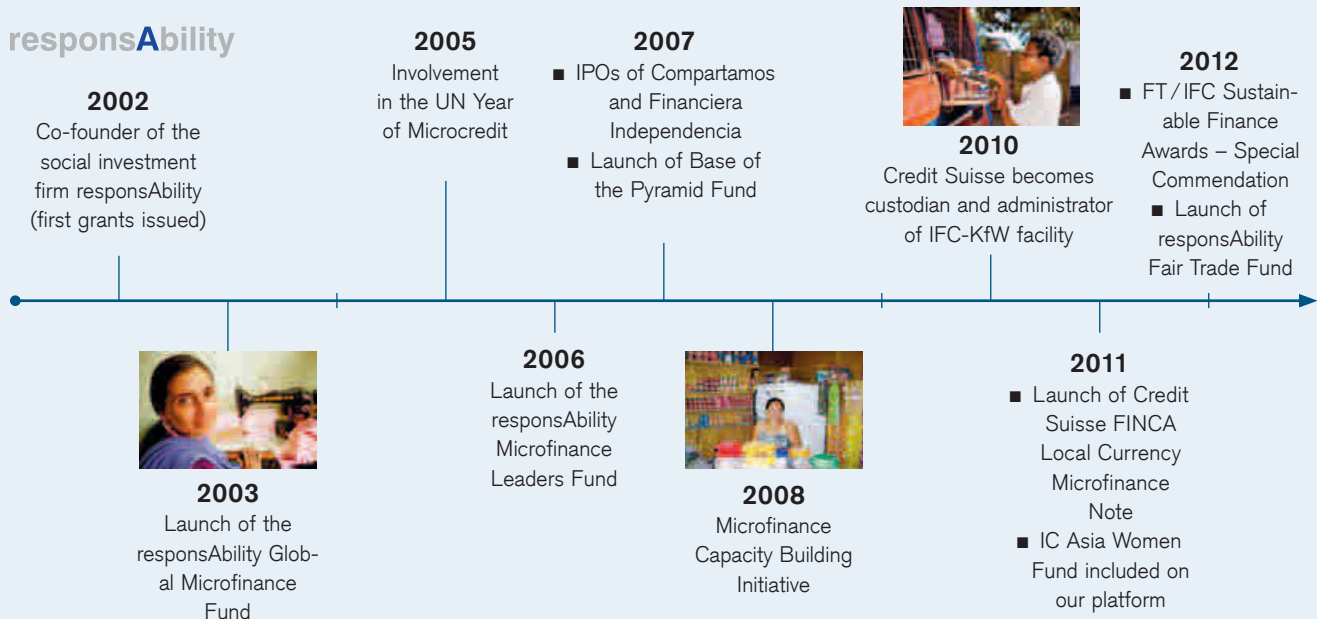 responsAbility
2002
Co-founder of the
social investment
firm responsAbility
(first grants issued)
2003
Launch of the
responsAbility Glob-
al Microfinance
Fund
2005
Involvement
in the UN Year
of Microcredit
2006
Launch of the
responsAbility
Microfinance
Leaders Fund
2007
■ IPOs of Compartamos
and Financiera
Independencia
■ Launch of Base of
the Pyramid Fund
2008
Microfinance
Capacity Building
Initiative
2010
Credit Suisse becomes
custodian and administrator
of IFC-KfW facility
2011
■ Launch of Credit
Suisse FINCA
Local Currency
Microfinance
Note
■ IC Asia Women
Fund included on
our platform
2012
■ FT/IFC Sustain-
able Finance
Awards – Special
Commendation
■ Launch of
responsAbility
Fair Trade Fund